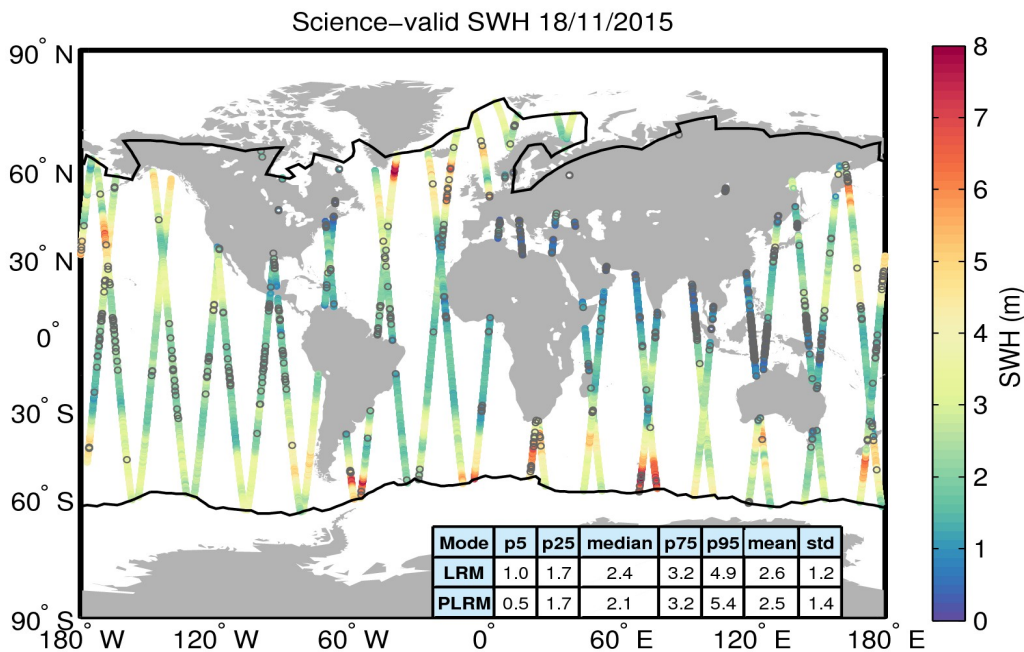 Science−valid SWH 18/11/2015
90° N
60° N
30° N
0°
30° S
60° S
90° S
180° W
120° W
60° W
0°
60° E
120° E
180° E
8
7
6
5
4
3
2
1
0
SWH (m)
Mode p5 p25 median p75 p95 mean std
LRM 1.0 1.7 2.4 3.2 4.9 2.6 1.2
PLRM 0.5 1.7 2.1 3.2 5.4 2.5 1.4